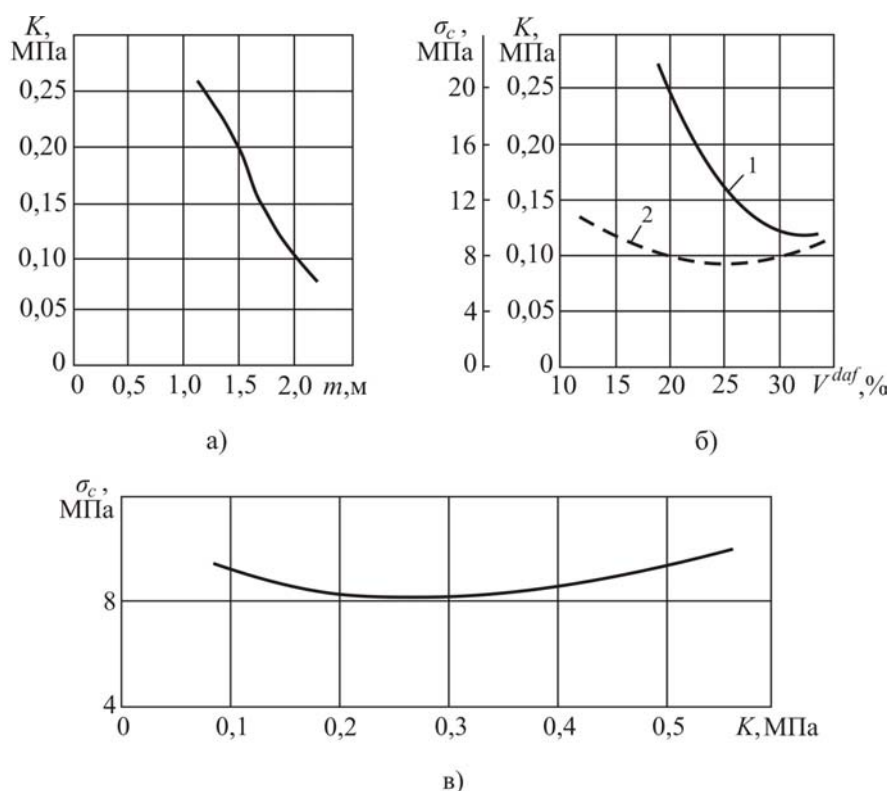 K,
МПа
0,25
0,20
0,15
0,10
0,05
0
0 0,5 1,0 1,5 2,0 m,м
а)
σc, K,
МПа МПа
20 0,25
16 0,20
12 0,15
8 0,10
4 0,05
0 0
1
2
10 15 20 25 30 V^daf,%
б)
σc,
МПа
8
4
0 0,1 0,2 0,3 0,4 0,5 K,МПа
в)